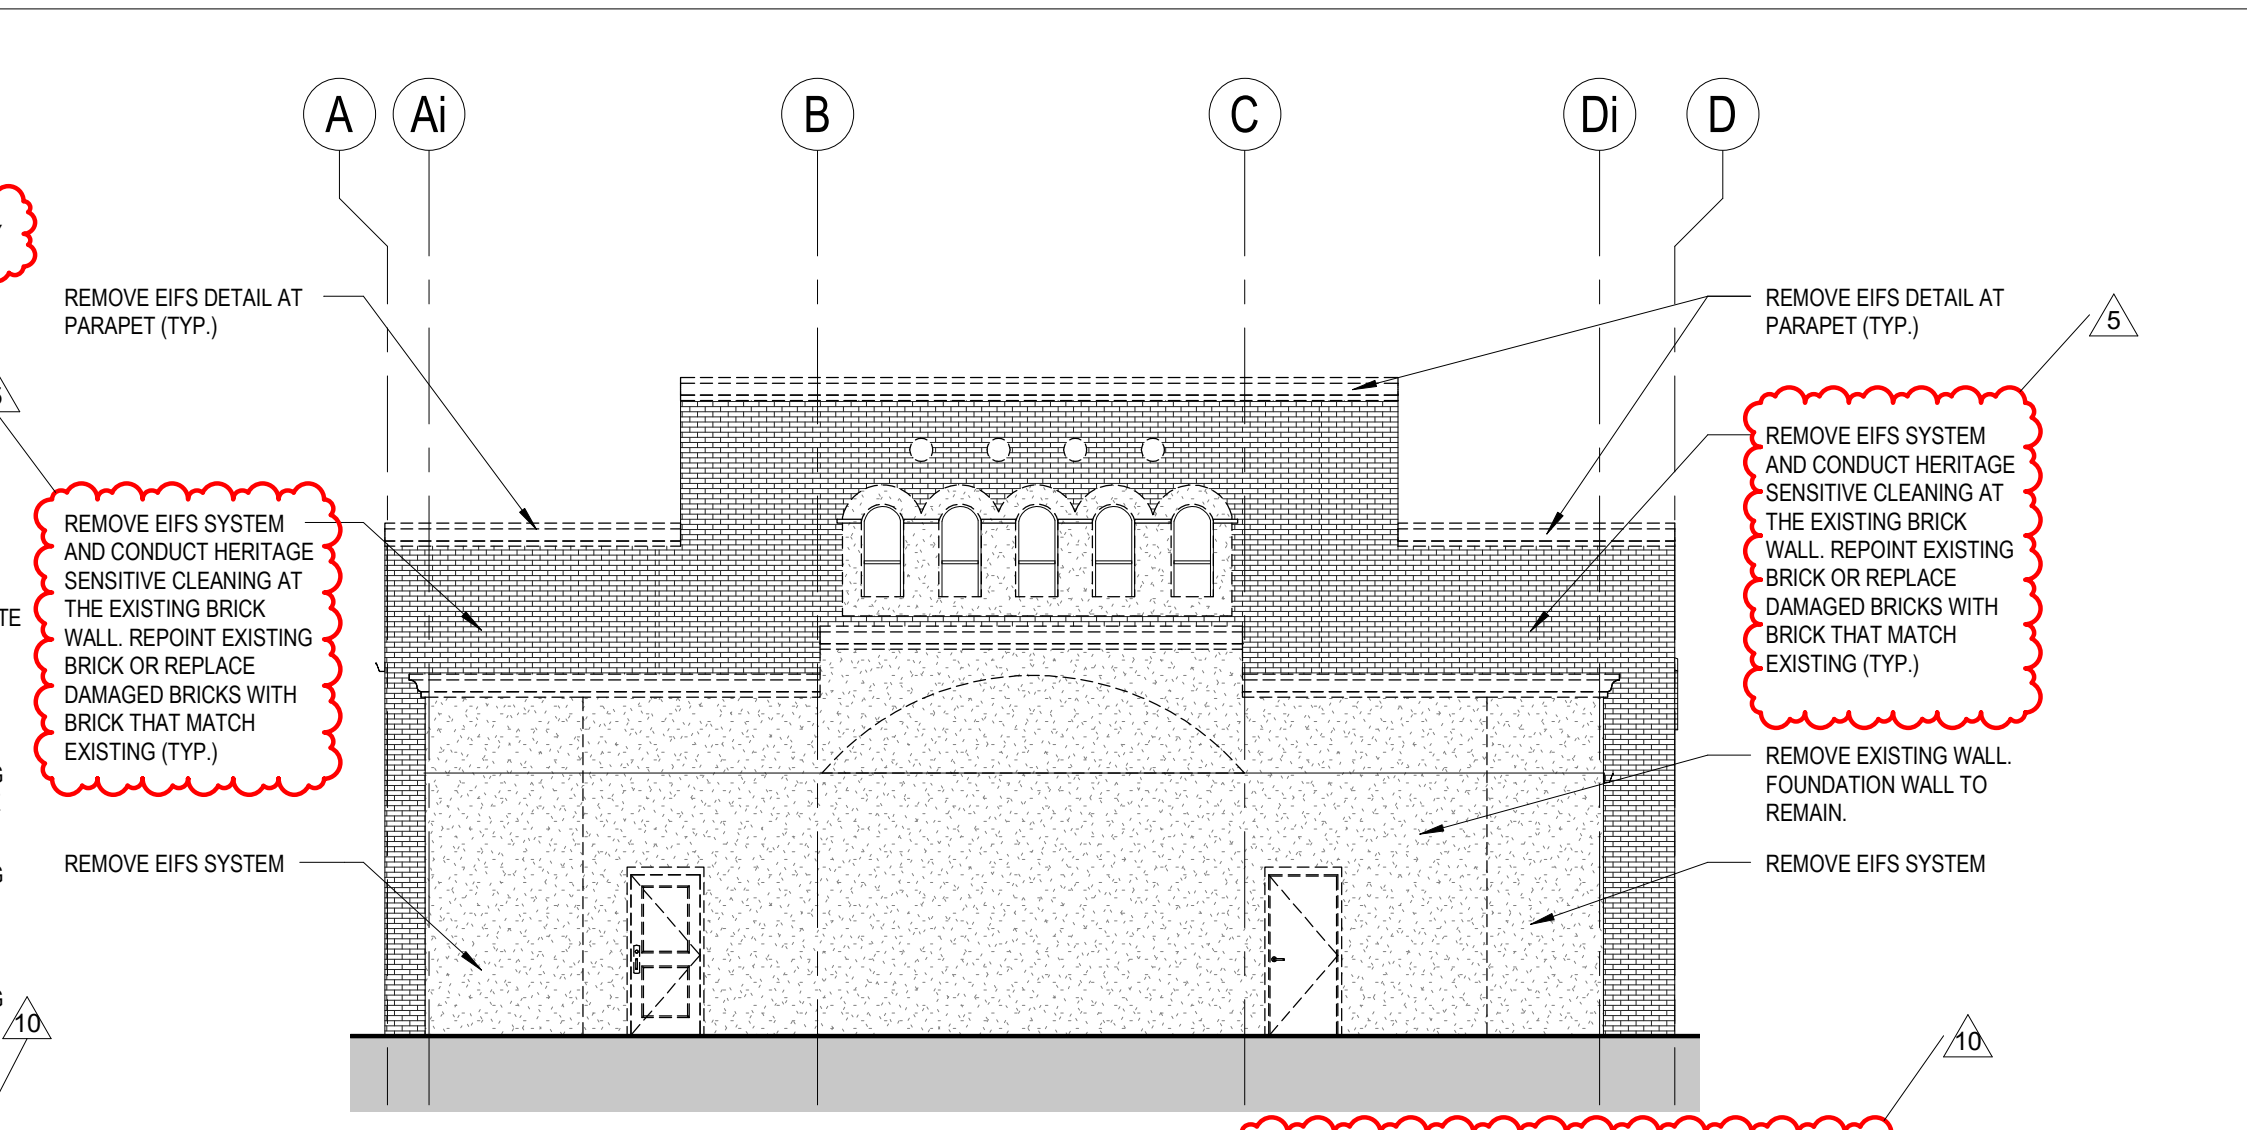 A
Ai
B
C
Di
D
REMOVE EIFS DETAIL AT
PARAPET (TYP.)
REMOVE EIFS SYSTEM
AND CONDUCT HERITAGE
SENSITIVE CLEANING AT
THE EXISTING BRICK
WALL. REPOINT EXISTING
BRICK OR REPLACE
DAMAGED BRICKS WITH
BRICK THAT MATCH
EXISTING (TYP.)
REMOVE EIFS SYSTEM
TE
10
REMOVE EIFS DETAIL AT
PARAPET (TYP.)
5
REMOVE EIFS SYSTEM
AND CONDUCT HERITAGE
SENSITIVE CLEANING AT
THE EXISTING BRICK
WALL. REPOINT EXISTING
BRICK OR REPLACE
DAMAGED BRICKS WITH
BRICK THAT MATCH
EXISTING (TYP.)
REMOVE EXISTING WALL.
FOUNDATION WALL TO
REMAIN.
REMOVE EIFS SYSTEM
10